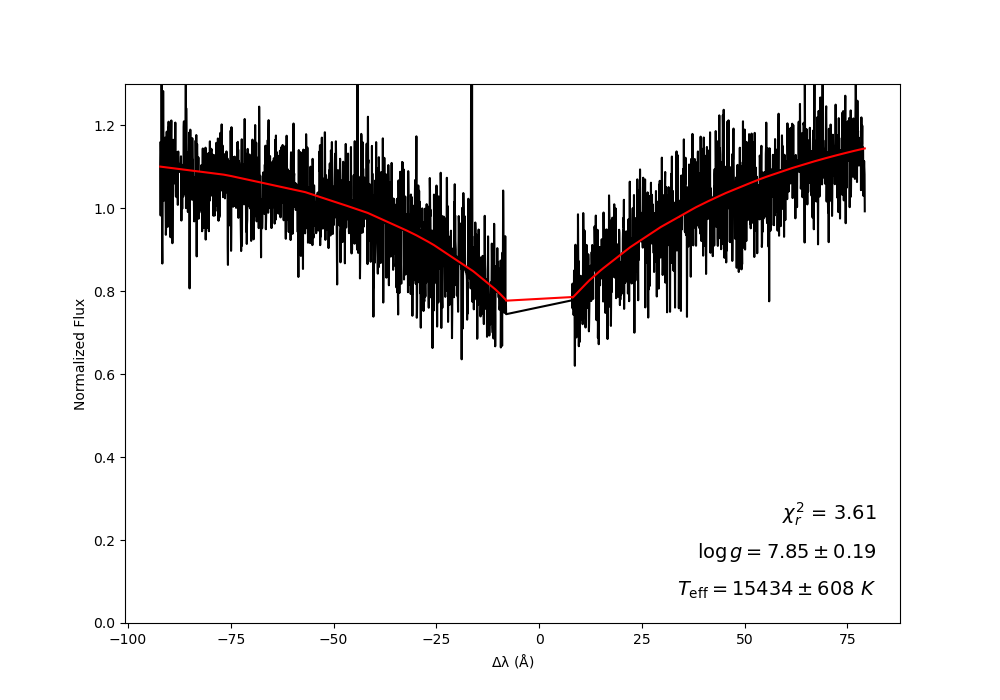 1.2
1.0
0.8
0.6
0.4
0.2
0.0
Normalized Flux
χ²ᵣ = 3.61
log g = 7.85 ± 0.19
T_eff = 15434 ± 608 K
−100 −75 −50 −25 0 25 50 75
Δλ (Å)